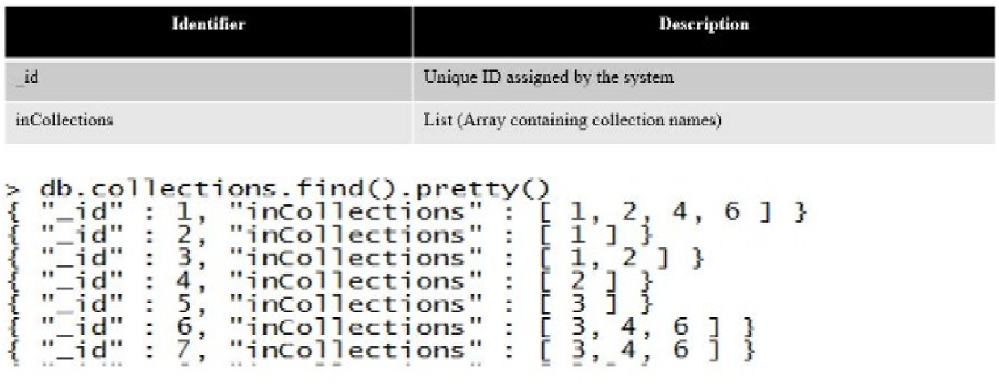 Identifier Description
_id Unique ID assigned by the system
inCollections List (Array containing collection names)
> db.collections.find().pretty()
{ "_id" : 1, "inCollections" : [ 1, 2, 4, 6 ] }
{ "_id" : 2, "inCollections" : [ 1 ] }
{ "_id" : 3, "inCollections" : [ 1, 2 ] }
{ "_id" : 4, "inCollections" : [ 2 ] }
{ "_id" : 5, "inCollections" : [ 3 ] }
{ "_id" : 6, "inCollections" : [ 3, 4, 6 ] }
{ "_id" : 7, "inCollections" : [ 3, 4, 6 ] }